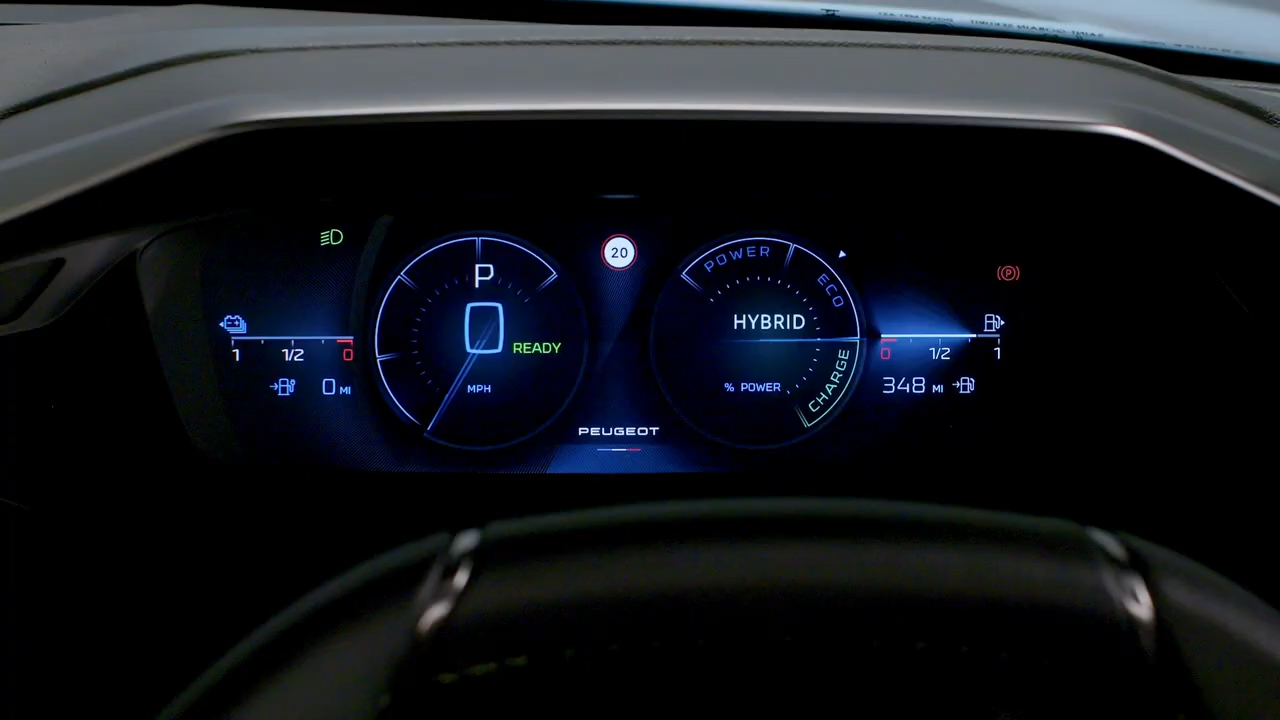 20
P
0
READY
MPH
POWER
ECO
HYBRID
CHARGE
% POWER
1 1/2 0
0 MI
0 1/2 1
348 MI
P
PEUGEOT